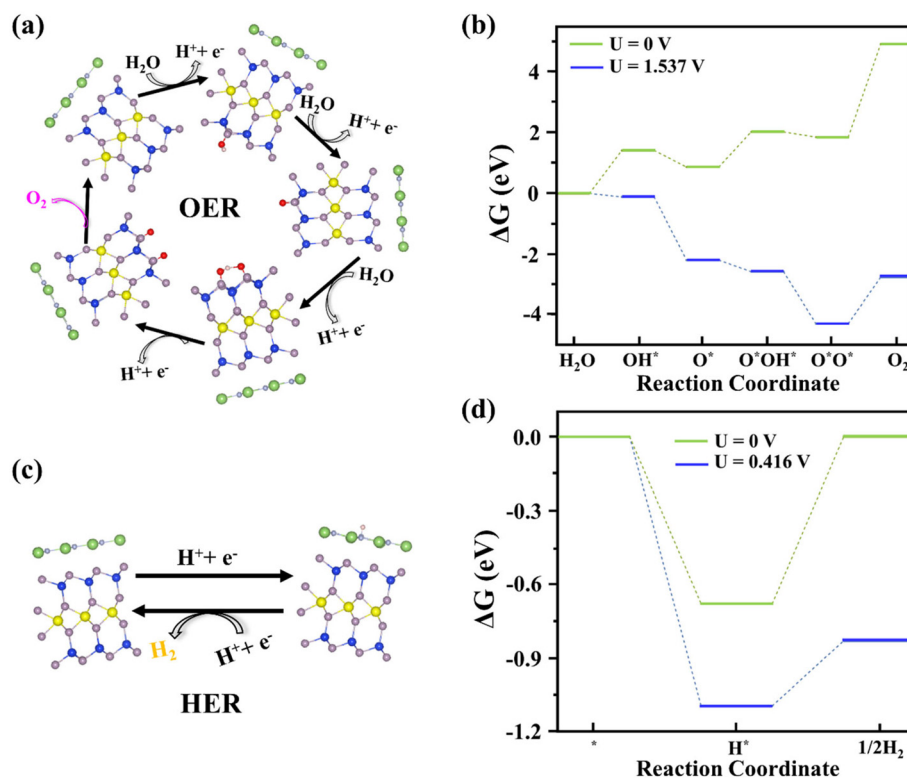 (a)
H₂O
H⁺+ e⁻
H₂O
H⁺+ e⁻
O₂
OER
H₂O
H⁺+ e⁻
H⁺+ e⁻
(b)
U = 0 V
U = 1.537 V
ΔG (eV)
4
2
0
-2
-4
H₂O OH* O* O*OH* O*O* O₂
Reaction Coordinate
(c)
H⁺+ e⁻
H₂
H⁺+ e⁻
HER
(d)
U = 0 V
U = 0.416 V
ΔG (eV)
0.0
-0.3
-0.6
-0.9
-1.2
* H* 1/2H₂
Reaction Coordinate